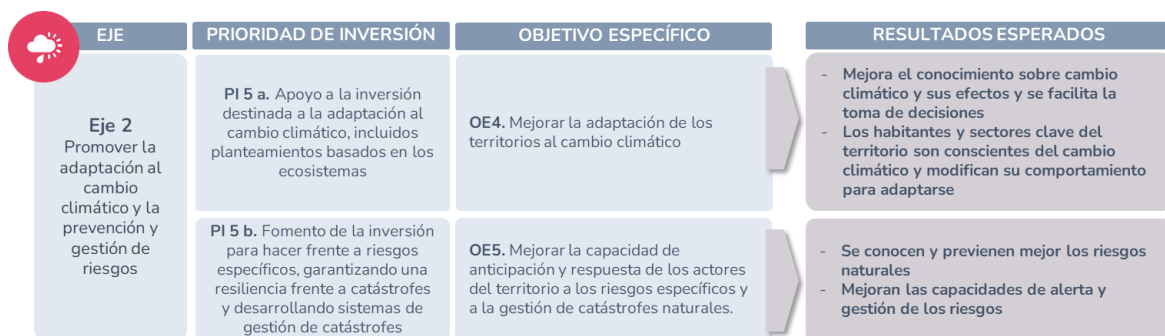 EJE
PRIORIDAD DE INVERSIÓN
OBJETIVO ESPECÍFICO
RESULTADOS ESPERADOS
Eje 2
Promover la
adaptación al
cambio
climático y la
prevención y
gestión de
riesgos
PI 5 a. Apoyo a la inversión
destinada a la adaptación al
cambio climático, incluidos
planteamientos basados en los
ecosistemas
OE4. Mejorar la adaptación de los
territorios al cambio climático
- Mejora el conocimiento sobre cambio
climático y sus efectos y se facilita la
toma de decisiones
- Los habitantes y sectores clave del
territorio son conscientes del cambio
climático y modifican su comportamiento
para adaptarse
PI 5 b. Fomento de la inversión
para hacer frente a riesgos
específicos, garantizando una
resiliencia frente a catástrofes
y desarrollando sistemas de
gestión de catástrofes
OE5. Mejorar la capacidad de
anticipación y respuesta de los actores
del territorio a los riesgos específicos y
a la gestión de catástrofes naturales.
- Se conocen y previenen mejor los riesgos
naturales
- Mejoran las capacidades de alerta y
gestión de los riesgos